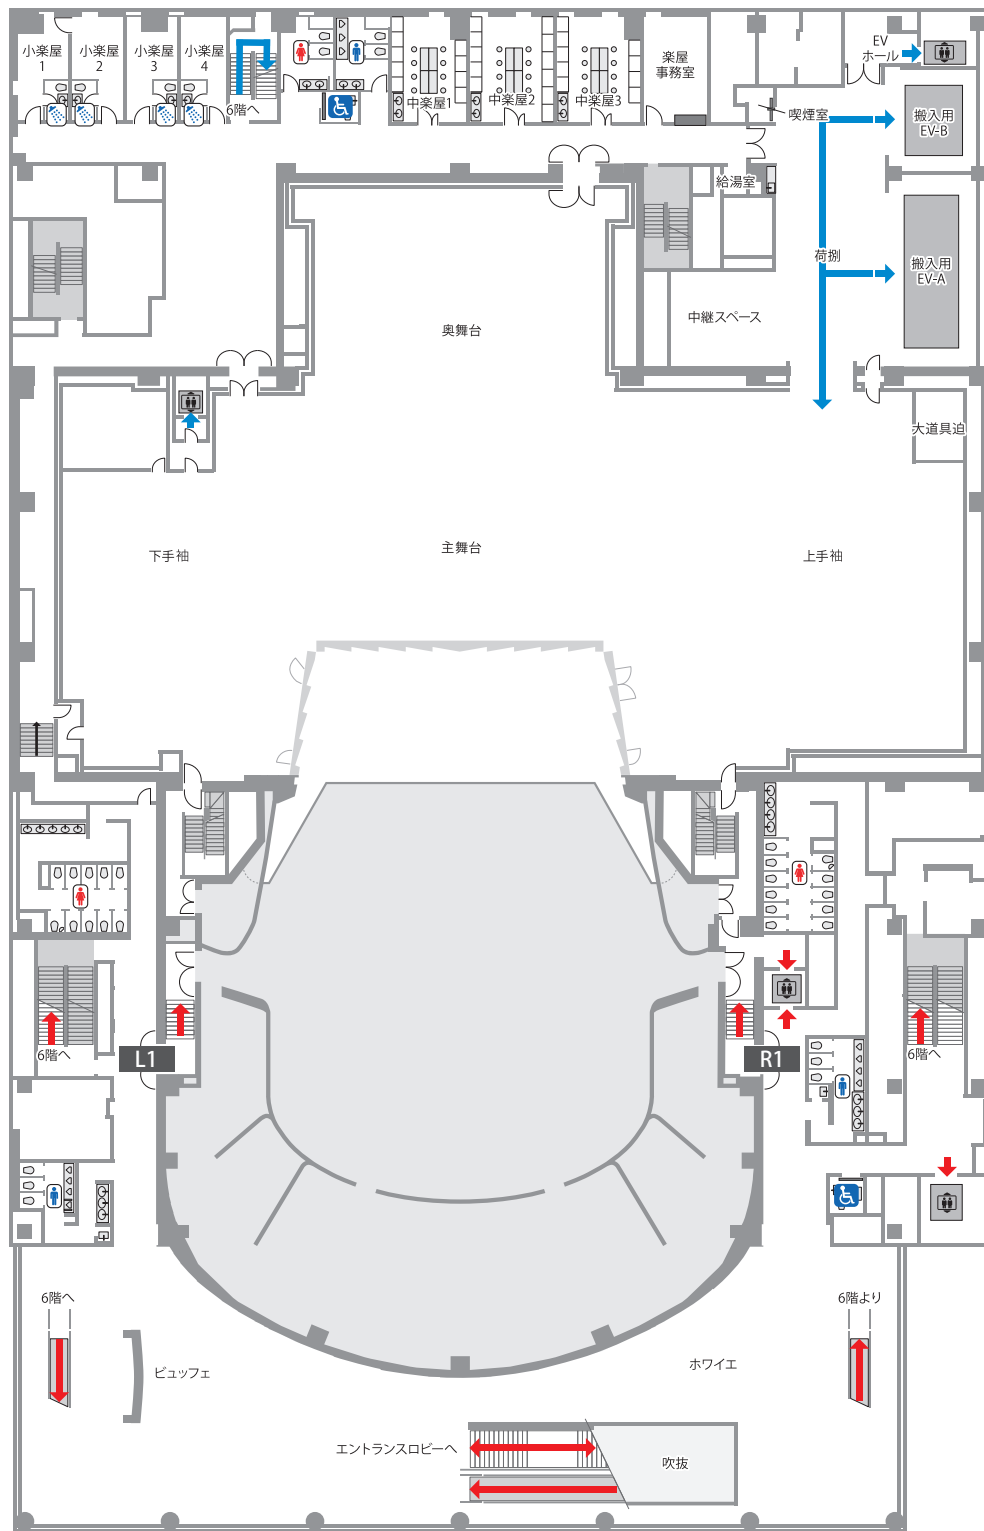 小楽屋
1
小楽屋
2
小楽屋
3
小楽屋
4
6階へ
中楽屋1
中楽屋2
中楽屋3
楽屋
事務室
EV
ホール
喫煙室
搬入用
EV-B
給湯室
荷捌
搬入用
EV-A
中継スペース
奥舞台
大道具迫
下手袖
主舞台
上手袖
6階へ
L1
R1
6階へ
6階へ
6階より
ビュッフェ
ホワイエ
エントランスロビーへ
吹抜